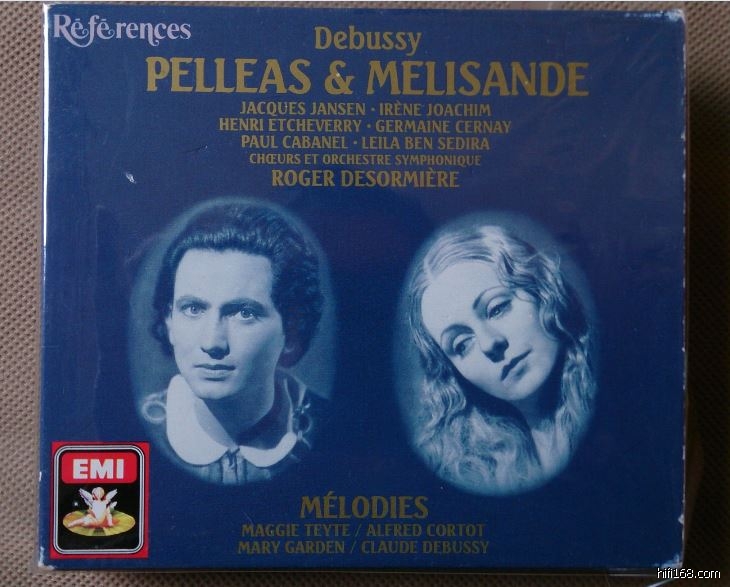 Références
Debussy
PELLEAS & MELISANDE
JACQUES JANSEN · IRÈNE JOACHIM
HENRI ETCHEVERRY · GERMAINE CERNAY
PAUL CABANEL · LEILA BEN SEDIRA
CHŒURS ET ORCHESTRE SYMPHONIQUE
ROGER DESORMIÈRE
EMI
MÉLODIES
MAGGIE TEYTE / ALFRED CORTOT
MARY GARDEN / CLAUDE DEBUSSY
hifi168.com